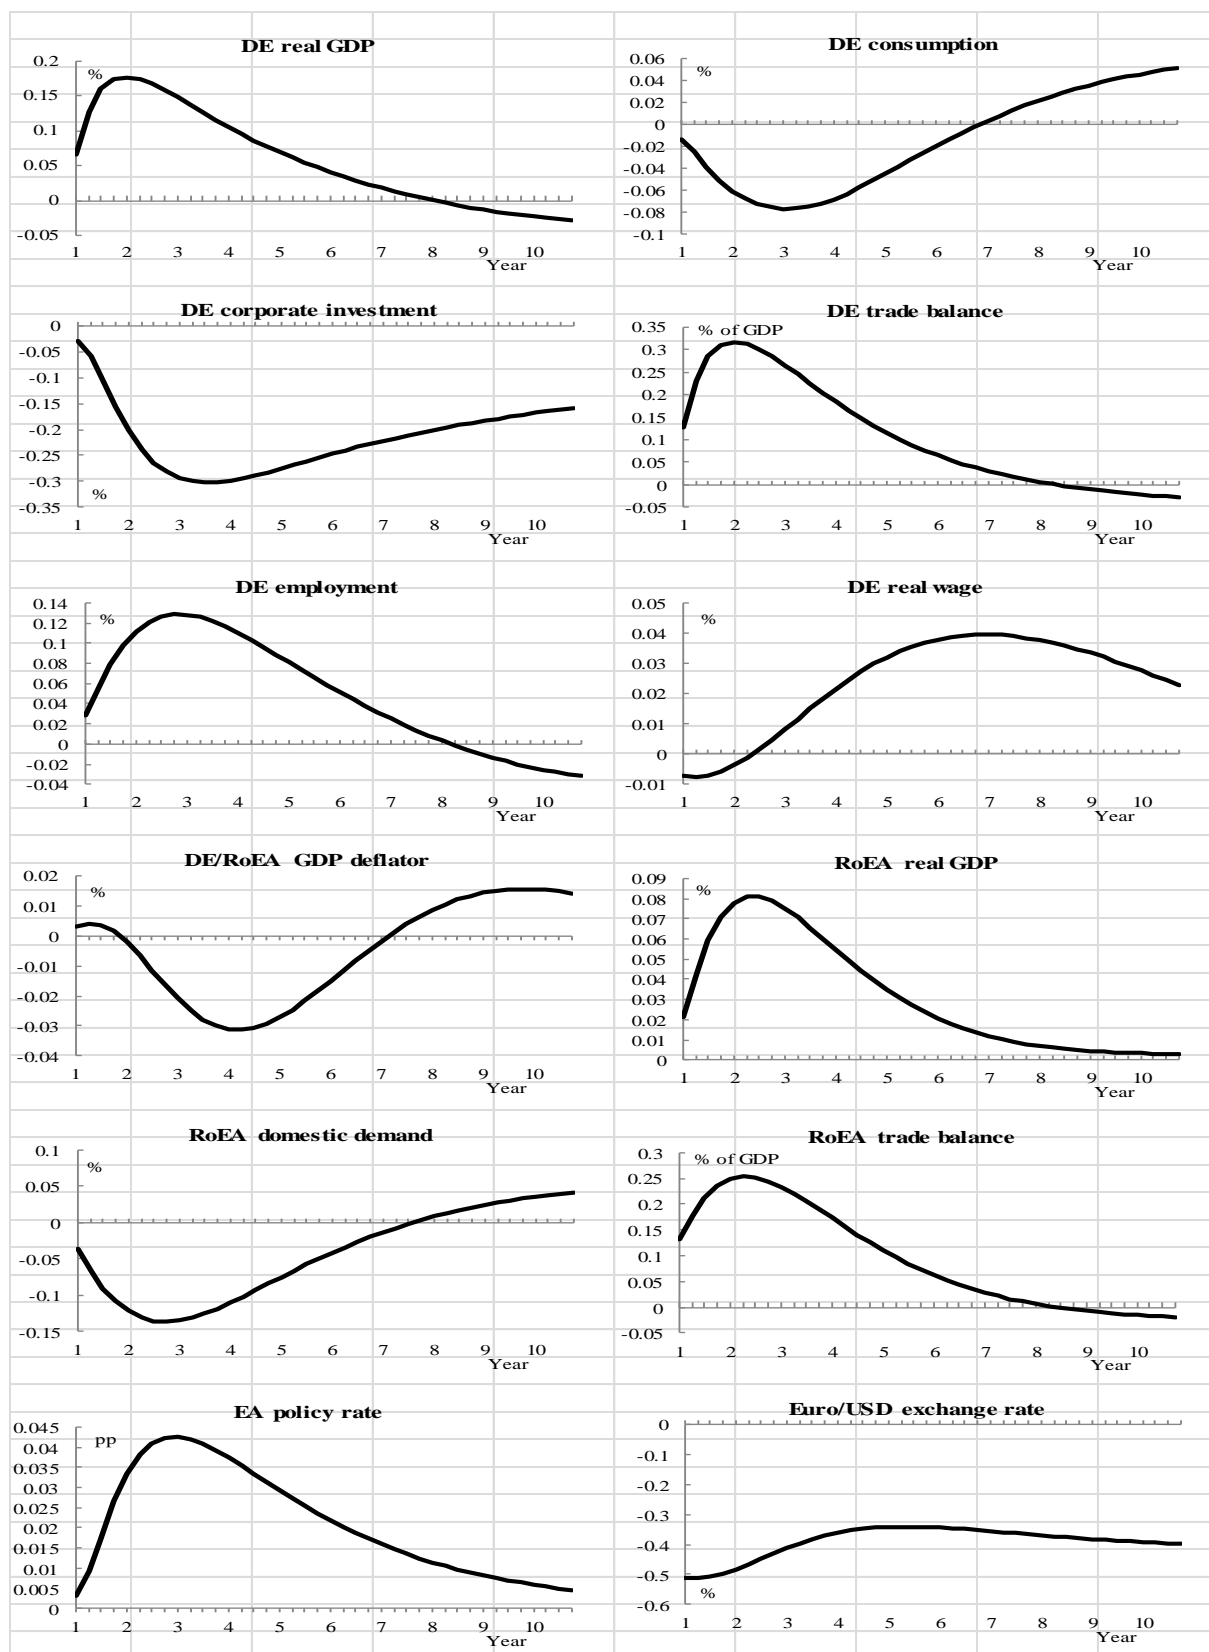 DE real GDP
%
0.2
0.15
0.1
0.05
0
-0.05
1 2 3 4 5 6 7 8 9 10
Year
DE consumption
%
0.06
0.04
0.02
0
-0.02
-0.04
-0.06
-0.08
-0.1
1 2 3 4 5 6 7 8 9 10
Year
DE corporate investment
0
-0.05
-0.1
-0.15
-0.2
-0.25
-0.3
-0.35
%
1 2 3 4 5 6 7 8 9 10
Year
DE trade balance
% of GDP
0.35
0.3
0.25
0.2
0.15
0.1
0.05
0
-0.05
1 2 3 4 5 6 7 8 9 10
Year
DE employment
%
0.14
0.12
0.1
0.08
0.06
0.04
0.02
0
-0.02
-0.04
1 2 3 4 5 6 7 8 9 10
Year
DE real wage
%
0.05
0.04
0.03
0.02
0.01
0
-0.01
1 2 3 4 5 6 7 8 9 10
Year
DE/RoEA GDP deflator
%
0.02
0.01
0
-0.01
-0.02
-0.03
-0.04
1 2 3 4 5 6 7 8 9 10
Year
RoEA real GDP
%
0.09
0.08
0.07
0.06
0.05
0.04
0.03
0.02
0.01
0
1 2 3 4 5 6 7 8 9 10
Year
RoEA domestic demand
%
0.1
0.05
0
-0.05
-0.1
-0.15
1 2 3 4 5 6 7 8 9 10
Year
RoEA trade balance
% of GDP
0.3
0.25
0.2
0.15
0.1
0.05
0
-0.05
1 2 3 4 5 6 7 8 9 10
Year
EA policy rate
pp
0.045
0.04
0.035
0.03
0.025
0.02
0.015
0.01
0.005
0
1 2 3 4 5 6 7 8 9 10
Year
Euro/USD exchange rate
0
-0.1
-0.2
-0.3
-0.4
-0.5
-0.6
%
1 2 3 4 5 6 7 8 9 10
Year